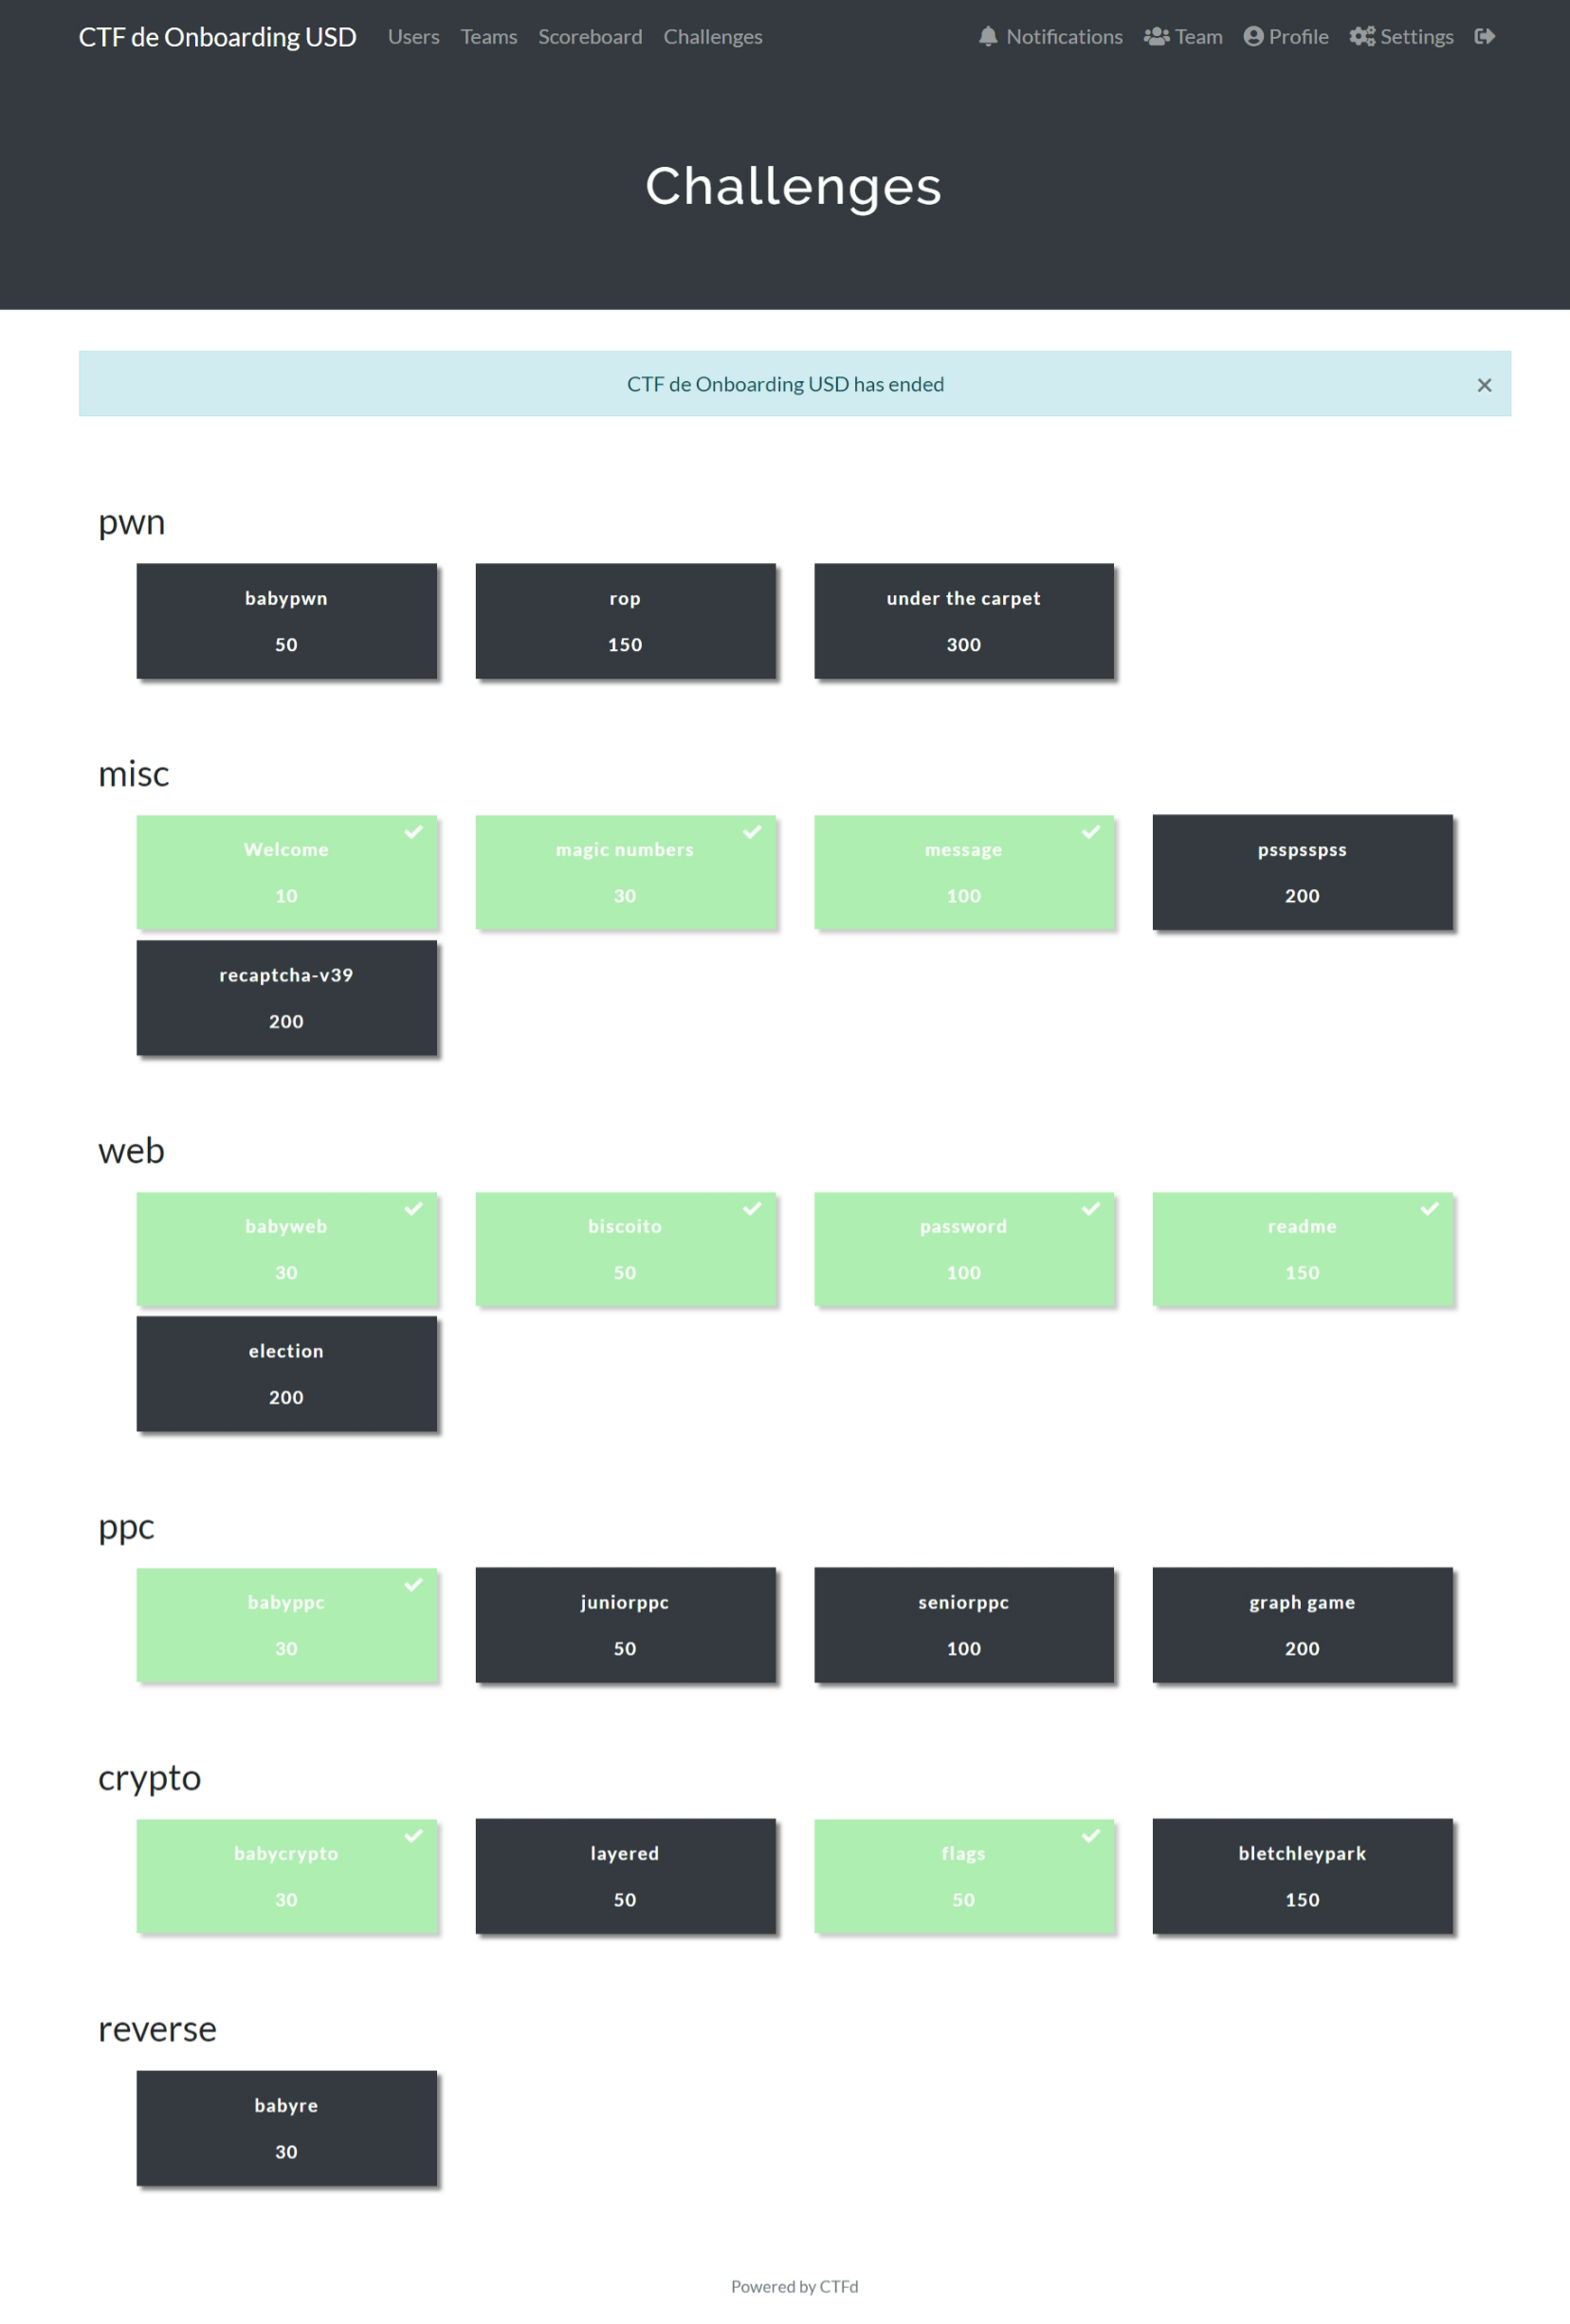 CTF de Onboarding USD Users Teams Scoreboard Challenges Notifications Team Profile Settings
Challenges
CTF de Onboarding USD has ended ×
pwn
babypwn rop under the carpet
50 150 300
misc
Welcome magic numbers message psspsspss
10 30 100 200
recaptcha-v39
200
web
babyweb biscoito password readme
30 50 100 150
election
200
ppc
babyppc juniorppc seniorppc graph game
30 50 100 200
crypto
babycrypto layered flags bletchleypark
30 50 50 150
reverse
babyre
30
Powered by CTFd